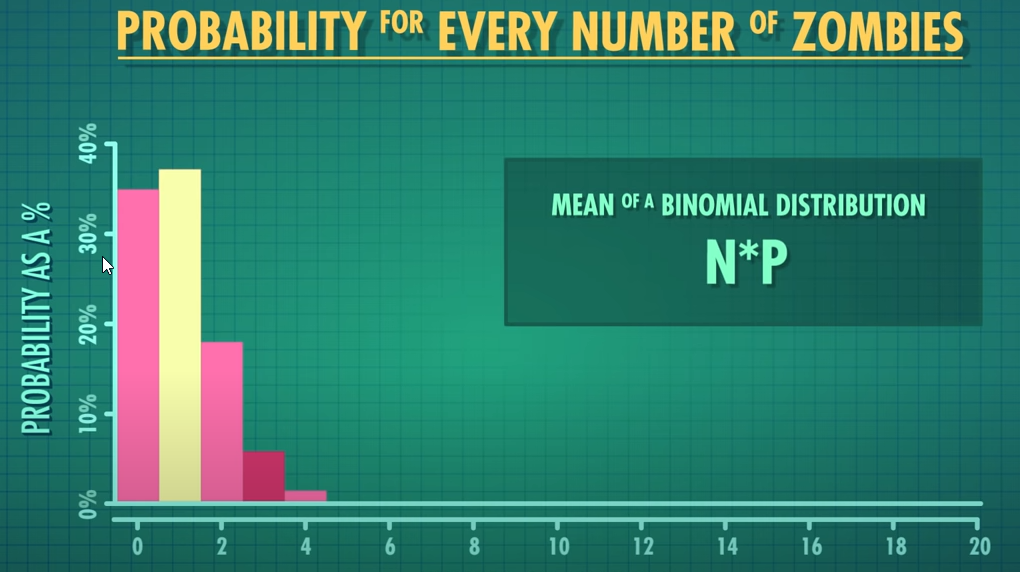 PROBABILITY FOR EVERY NUMBER OF ZOMBIES
PROBABILITY AS A %
40%
30%
20%
10%
0%
MEAN OF A BINOMIAL DISTRIBUTION
N*P
0 2 4 6 8 10 12 14 16 18 20